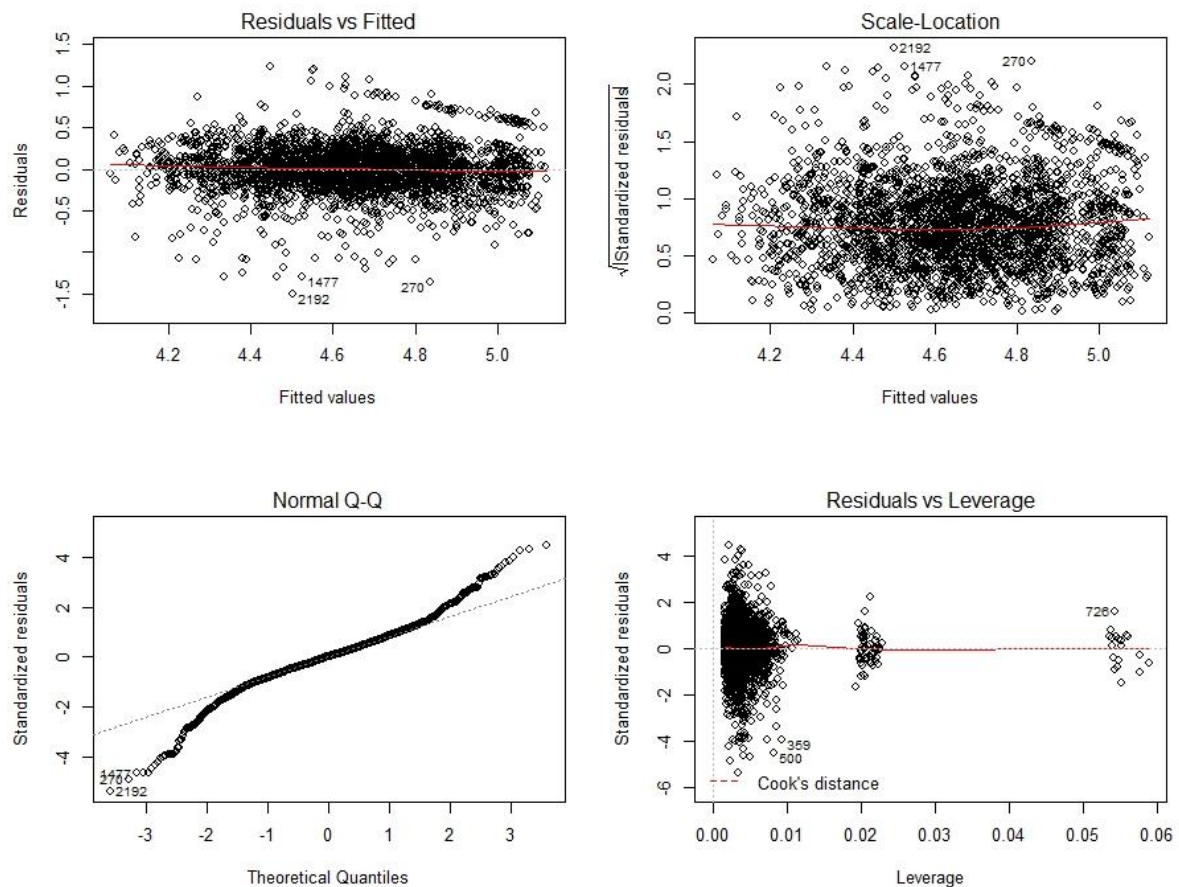 Residuals vs Fitted
Residuals
1.5
1.0
0.5
0.0
-0.5
-1.5
1477
2192
270
4.2 4.4 4.6 4.8 5.0
Fitted values
Scale-Location
√|Standardized residuals|
2.0
1.5
1.0
0.5
0.0
2192
1477
270
4.2 4.4 4.6 4.8 5.0
Fitted values
Normal Q-Q
Standardized residuals
4
2
0
-2
-4
1477
270
2192
-3 -2 -1 0 1 2 3
Theoretical Quantiles
Residuals vs Leverage
Standardized residuals
4
2
0
-2
-4
-6
726
359
500
Cook's distance
0.00 0.01 0.02 0.03 0.04 0.05 0.06
Leverage